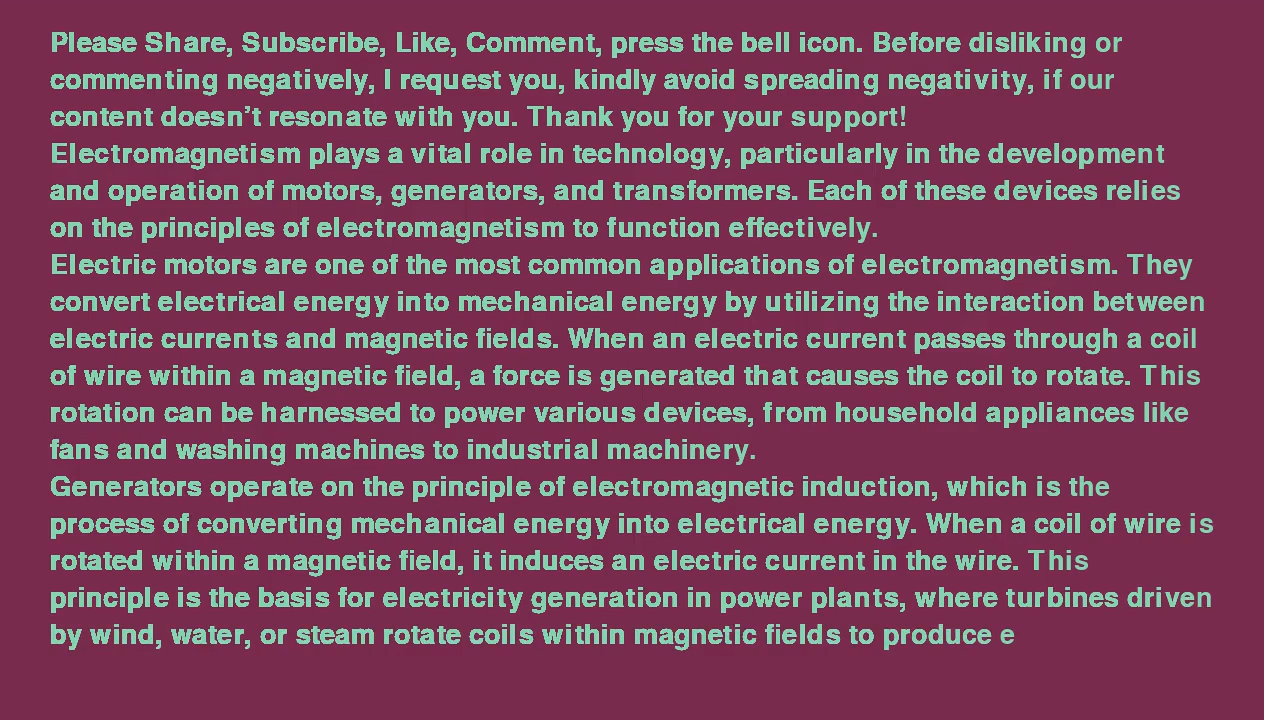 Please Share, Subscribe, Like, Comment, press the bell icon. Before disliking or
commenting negatively, I request you, kindly avoid spreading negativity, if our
content doesn’t resonate with you. Thank you for your support!
Electromagnetism plays a vital role in technology, particularly in the development
and operation of motors, generators, and transformers. Each of these devices relies
on the principles of electromagnetism to function effectively.
Electric motors are one of the most common applications of electromagnetism. They
convert electrical energy into mechanical energy by utilizing the interaction between
electric currents and magnetic fields. When an electric current passes through a coil
of wire within a magnetic field, a force is generated that causes the coil to rotate. This
rotation can be harnessed to power various devices, from household appliances like
fans and washing machines to industrial machinery.
Generators operate on the principle of electromagnetic induction, which is the
process of converting mechanical energy into electrical energy. When a coil of wire is
rotated within a magnetic field, it induces an electric current in the wire. This
principle is the basis for electricity generation in power plants, where turbines driven
by wind, water, or steam rotate coils within magnetic fields to produce e